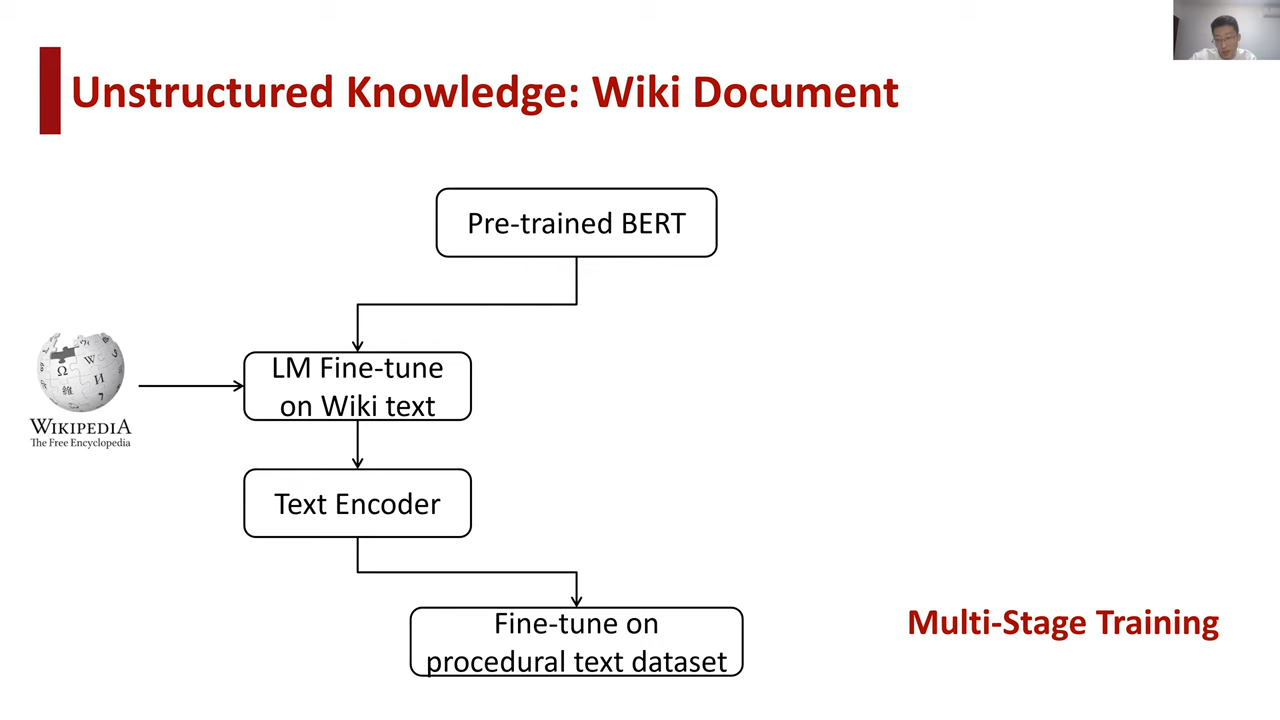 Unstructured Knowledge: Wiki Document
Pre-trained BERT
LM Fine-tune
on Wiki text
WIKIPEDIA
The Free Encyclopedia
Text Encoder
Fine-tune on
procedural text dataset
Multi-Stage Training